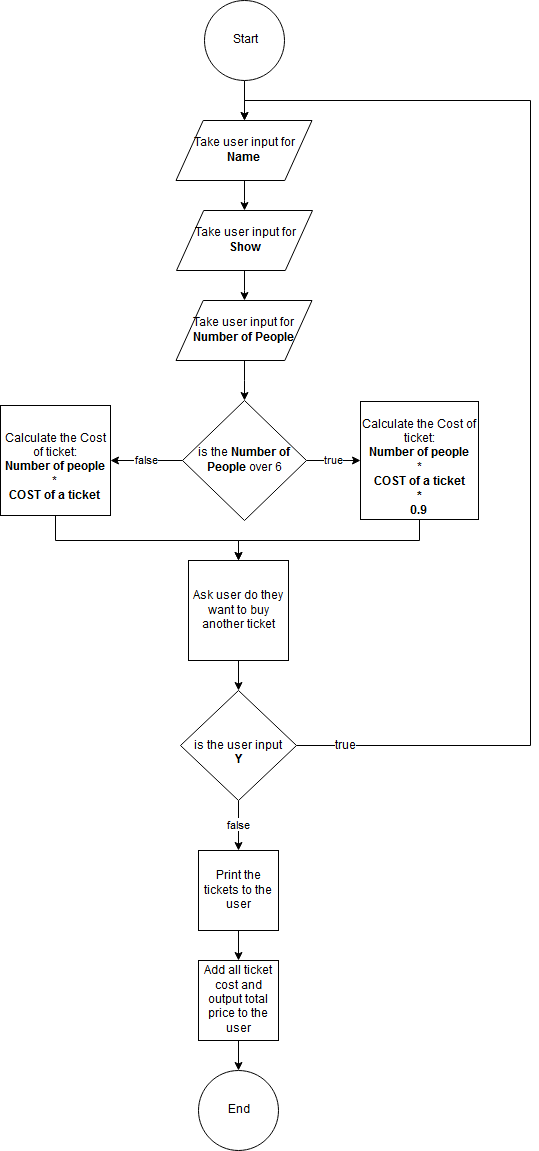 Start
Take user input for
Name
Take user input for
Show
Take user input for
Number of People
is the Number of
People over 6
false
true
Calculate the Cost
of ticket:
Number of people
*
COST of a ticket
Calculate the Cost of
ticket:
Number of people
*
COST of a ticket
*
0.9
Ask user do they
want to buy
another ticket
is the user input
Y
true
false
Print the
tickets to the
user
Add all ticket
cost and
output total
price to the
user
End